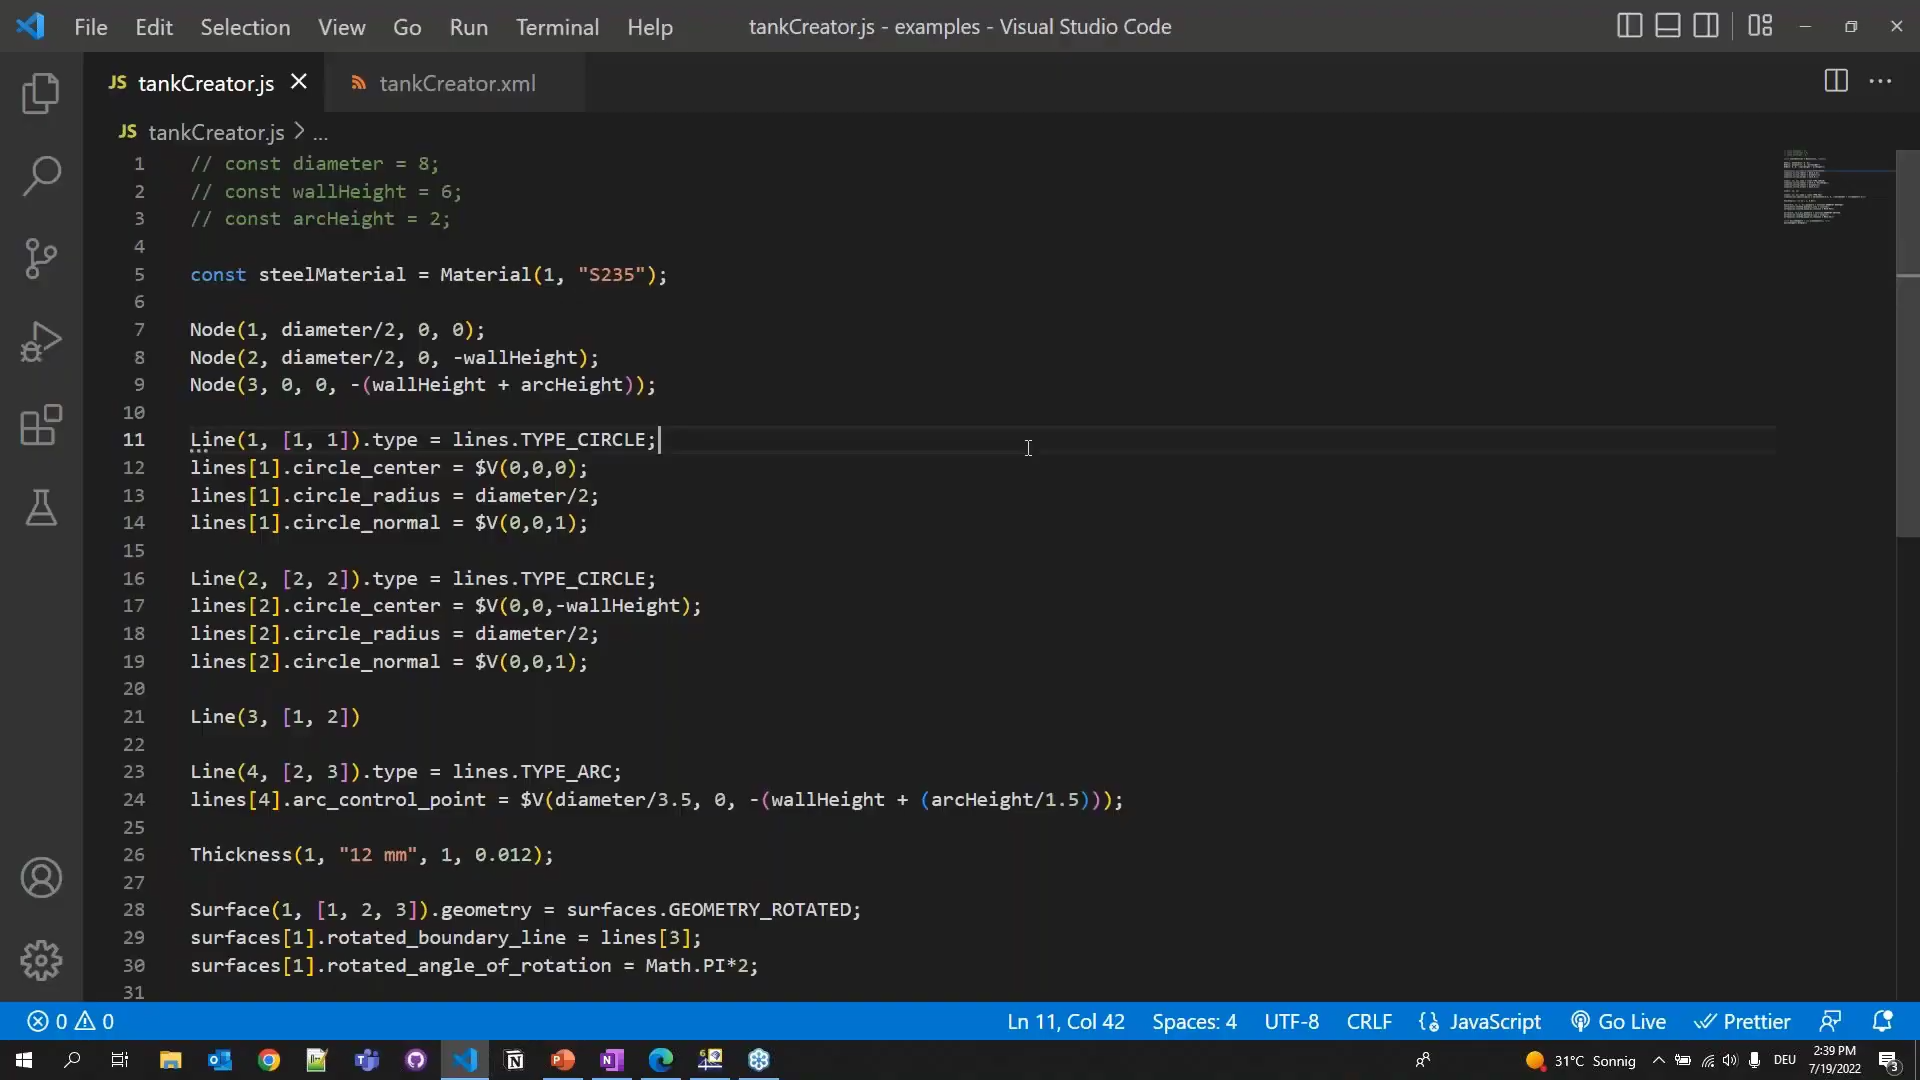 File Edit Selection View Go Run Terminal Help tankCreator.js - examples - Visual Studio Code
JS tankCreator.js tankCreator.xml
JS tankCreator.js > ...
1 // const diameter = 8;
2 // const wallHeight = 6;
3 // const arcHeight = 2;
4
5 const steelMaterial = Material(1, "S235");
6
7 Node(1, diameter/2, 0, 0);
8 Node(2, diameter/2, 0, -wallHeight);
9 Node(3, 0, 0, -(wallHeight + arcHeight));
10
11 Line(1, [1, 1]).type = lines.TYPE_CIRCLE;
12 lines[1].circle_center = $V(0,0,0);
13 lines[1].circle_radius = diameter/2;
14 lines[1].circle_normal = $V(0,0,1);
15
16 Line(2, [2, 2]).type = lines.TYPE_CIRCLE;
17 lines[2].circle_center = $V(0,0,-wallHeight);
18 lines[2].circle_radius = diameter/2;
19 lines[2].circle_normal = $V(0,0,1);
20
21 Line(3, [1, 2])
22
23 Line(4, [2, 3]).type = lines.TYPE_ARC;
24 lines[4].arc_control_point = $V(diameter/3.5, 0, -(wallHeight + (arcHeight/1.5)));
25
26 Thickness(1, "12 mm", 1, 0.012);
27
28 Surface(1, [1, 2, 3]).geometry = surfaces.GEOMETRY_ROTATED;
29 surfaces[1].rotated_boundary_line = lines[3];
30 surfaces[1].rotated_angle_of_rotation = Math.PI*2;
31
0 0 Ln 11, Col 42 Spaces: 4 UTF-8 CRLF JavaScript Go Live Prettier
31°C Sonnig DEU 2:39 PM
7/19/2022 3